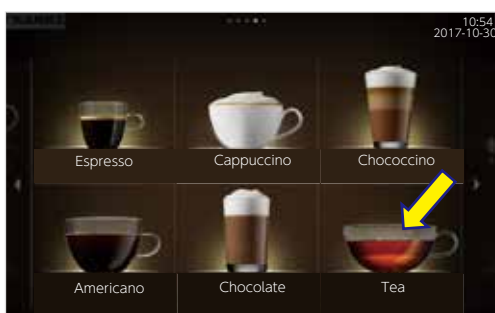 10:54
2017-10-30
Espresso
Cappuccino
Chococcino
Americano
Chocolate
Tea